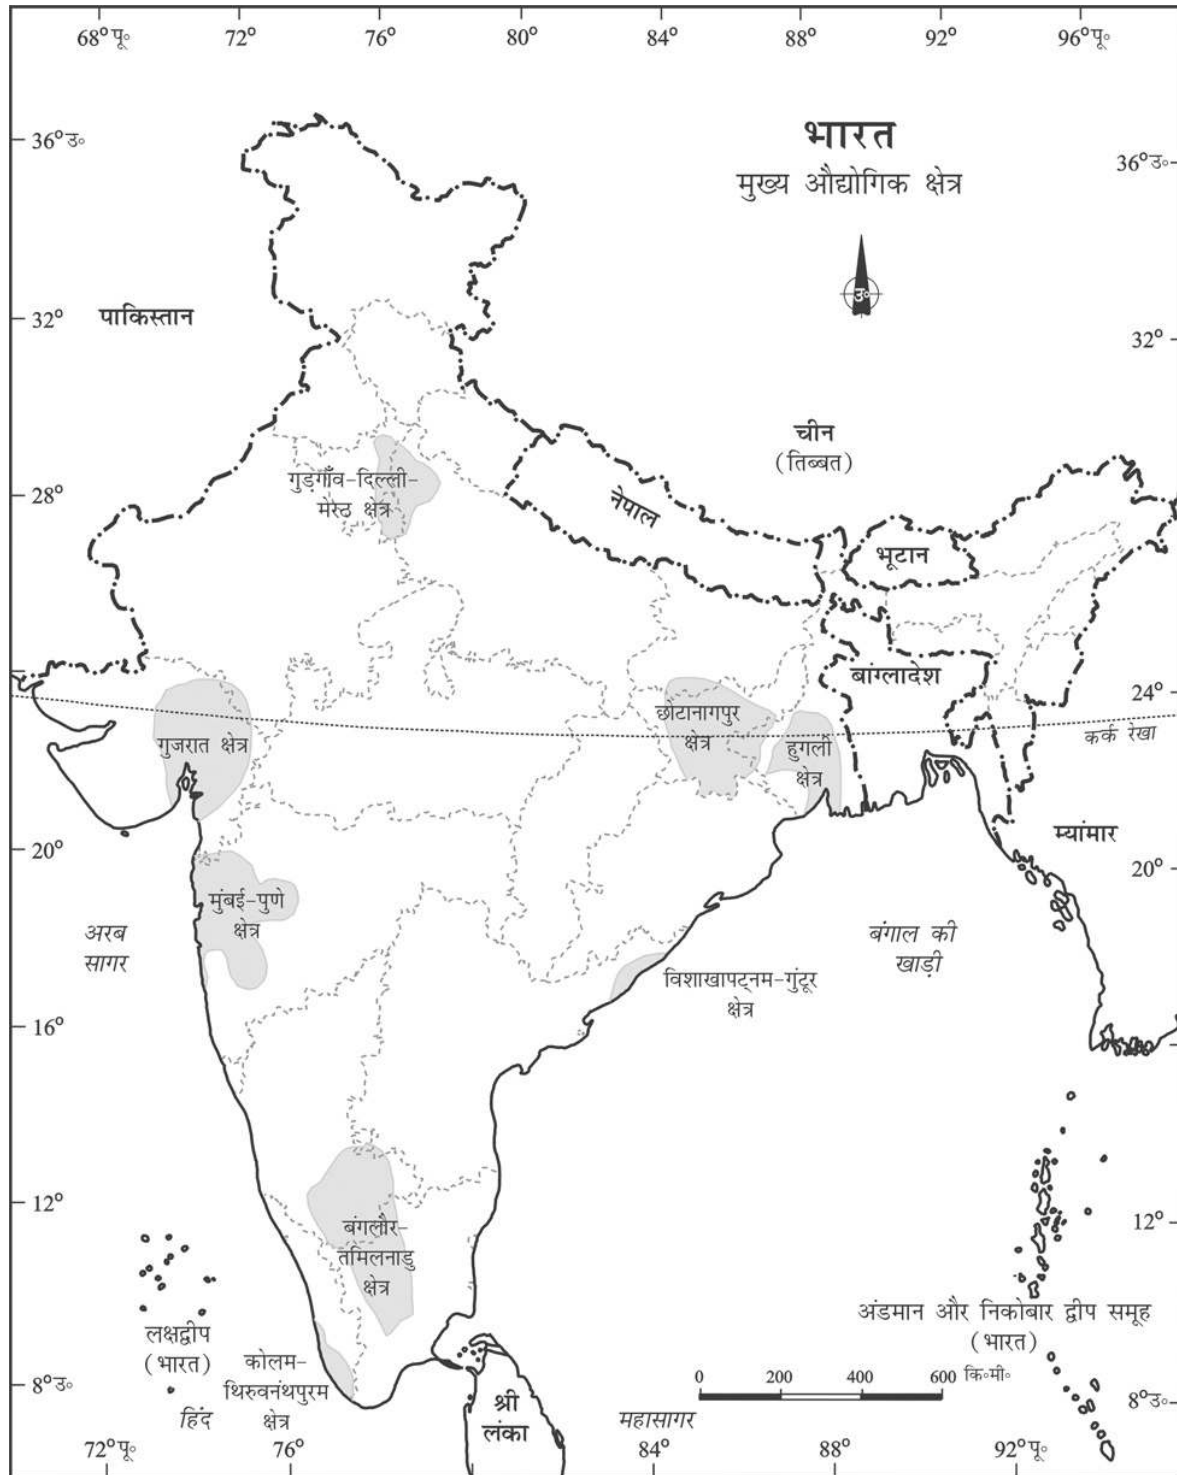 68° पू॰ 72° 76° 80° 84° 88° 92° 96° पू॰
भारत
मुख्य औद्योगिक क्षेत्र
36° उ॰
36° उ॰
उ॰
पाकिस्तान
32°
32°
चीन
(तिब्बत)
गुड़गाँव-दिल्ली-
मेरठ क्षेत्र
28°
28°
नेपाल
भूटान
बांग्लादेश
24°
24°
कर्क रेखा
गुजरात क्षेत्र
छोटानागपुर
क्षेत्र
हुगली
क्षेत्र
म्यांमार
20°
20°
मुंबई-पुणे
क्षेत्र
अरब
सागर
बंगाल की
खाड़ी
विशाखापट्नम-गुंटूर
क्षेत्र
16°
12°
12°
बंगलौर-
तमिलनाडु
क्षेत्र
लक्षद्वीप
(भारत)
अंडमान और निकोबार द्वीप समूह
(भारत)
कोलम-
थिरुवनंथपुरम
क्षेत्र
0 200 400 600 कि॰मी॰
8° उ॰
8° उ॰
हिंद
महासागर
श्री
लंका
72° पू॰ 76° 84° 88° 92° पू॰